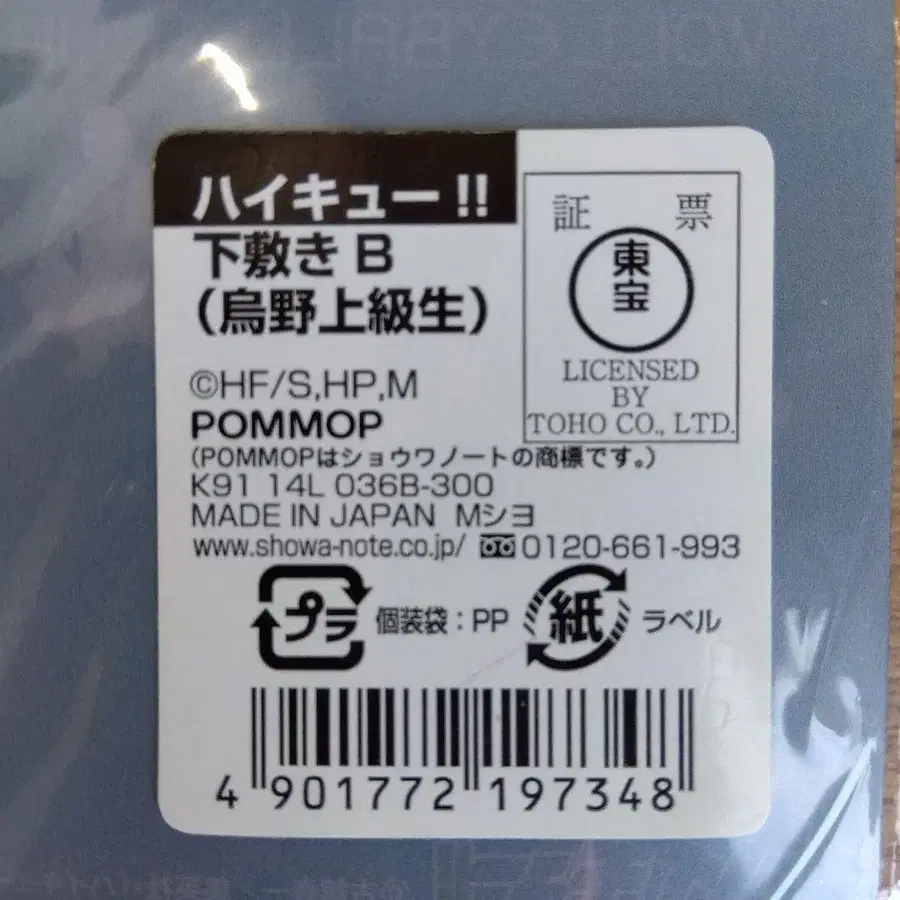 ハイキュー!!
下敷き B
(烏野上級生)
証 票
東宝
LICENSED
BY
TOHO CO., LTD.
©HF/S,HP,M
POMMOP
(POMMOPはショウワノートの商標です。)
K91 14L 036B-300
MADE IN JAPAN Mシヨ
www.showa-note.co.jp/ 0120-661-993
プラ 個装袋:PP 紙 ラベル
4 901772 197348